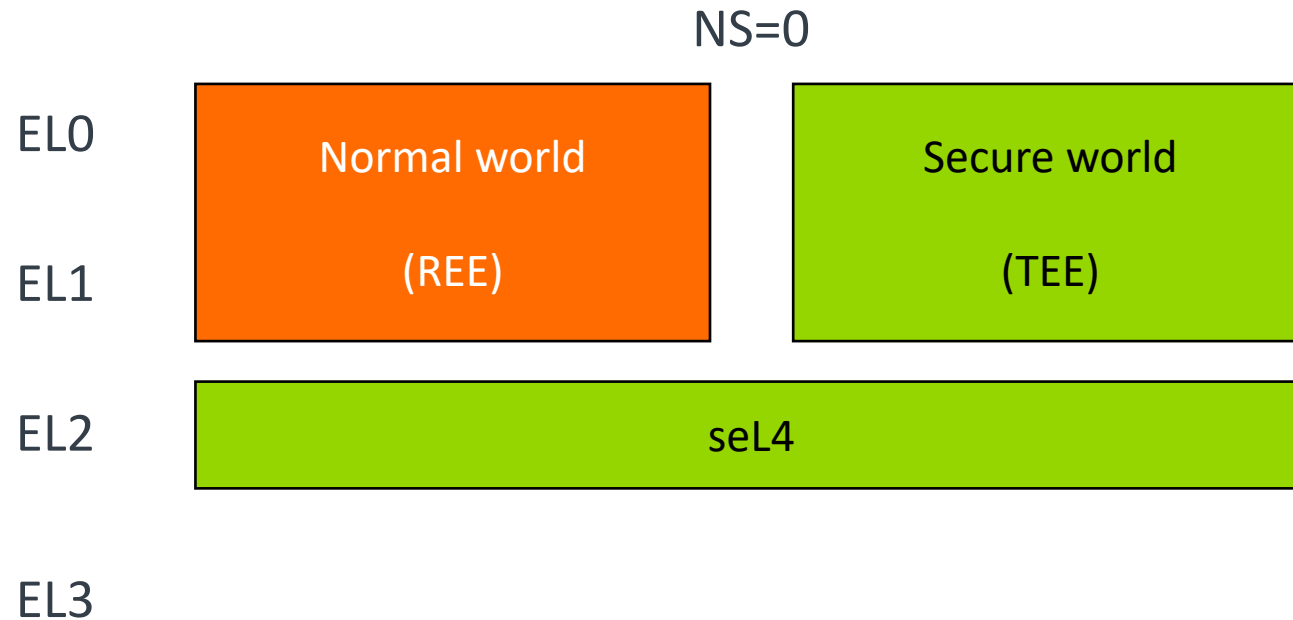 NS=0
EL0
Normal world
Secure world
EL1
(REE)
(TEE)
EL2
seL4
EL3